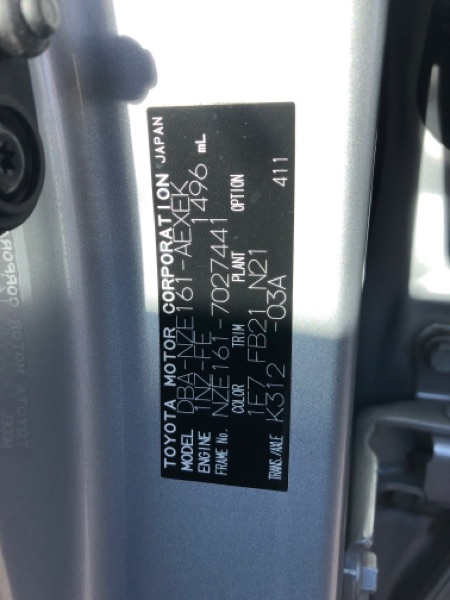 TOYOTA MOTOR CORPORATION JAPAN
MODEL DBA-NZE161-AEXEK
ENGINE 1NZ-FE 1496 mL
FRAME No. NZE161-7027441
COLOR TRIM PLANT OPTION
1E7 FB21 N21 411
TRANS./AXLE K312 -03A